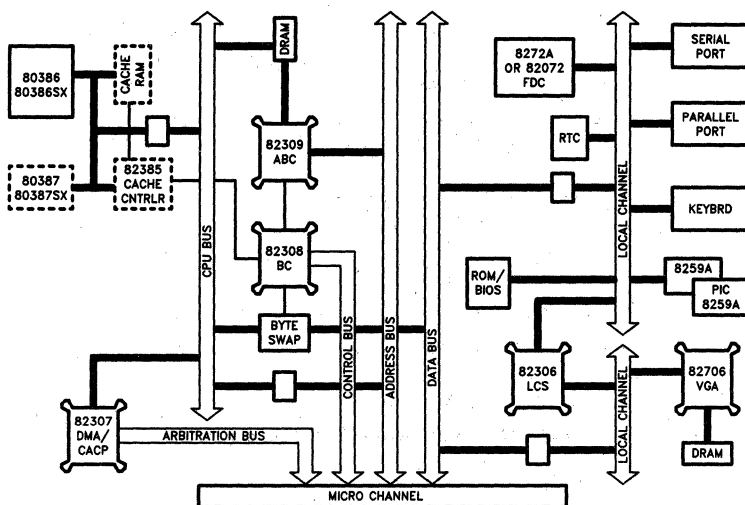 80386
80386SX
CACHE
RAM
80387
80387SX
82385
CACHE
CNTRLR
CPU BUS
DRAM
82309
ABC
82308
BC
BYTE
SWAP
CONTROL BUS
ADDRESS BUS
DATA BUS
82307
DMA/
CACP
ARBITRATION BUS
MICRO CHANNEL
8272A
OR 82072
FDC
RTC
ROM/
BIOS
LOCAL CHANNEL
SERIAL
PORT
PARALLEL
PORT
KEYBRD
8259A
PIC
8259A
82306
LCS
LOCAL CHANNEL
82706
VGA
DRAM